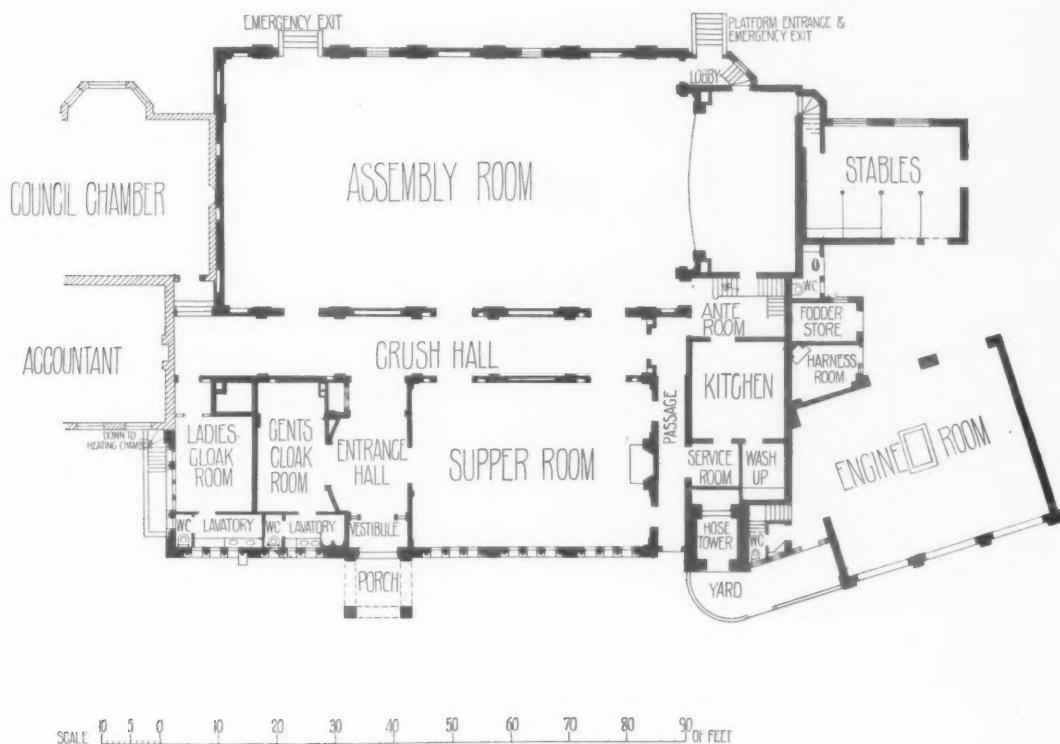 EMERGENCY EXIT
PLATFORM ENTRANCE &
EMERGENCY EXIT
LOBBY
ASSEMBLY ROOM
STABLES
COUNCIL CHAMBER
UP
WC
ANTE
ROOM
FODDER
STORE
CRUSH HALL
ACCOUNTANT
HARNESS
ROOM
KITCHEN
PASSAGE
DOWN TO
HEATING CHAMBER
LADIES
CLOAK
ROOM
GENTS
CLOAK
ROOM
ENTRANCE
HALL
SUPPER ROOM
SERVICE
ROOM
WASH
UP
ENGINE ROOM
WC
LAVATORY
WC
LAVATORY
VESTIBULE
HOSE
TOWER
WC
PORCH
YARD
SCALE 10 5 0 10 20 30 40 50 60 70 80 90 OF FEET